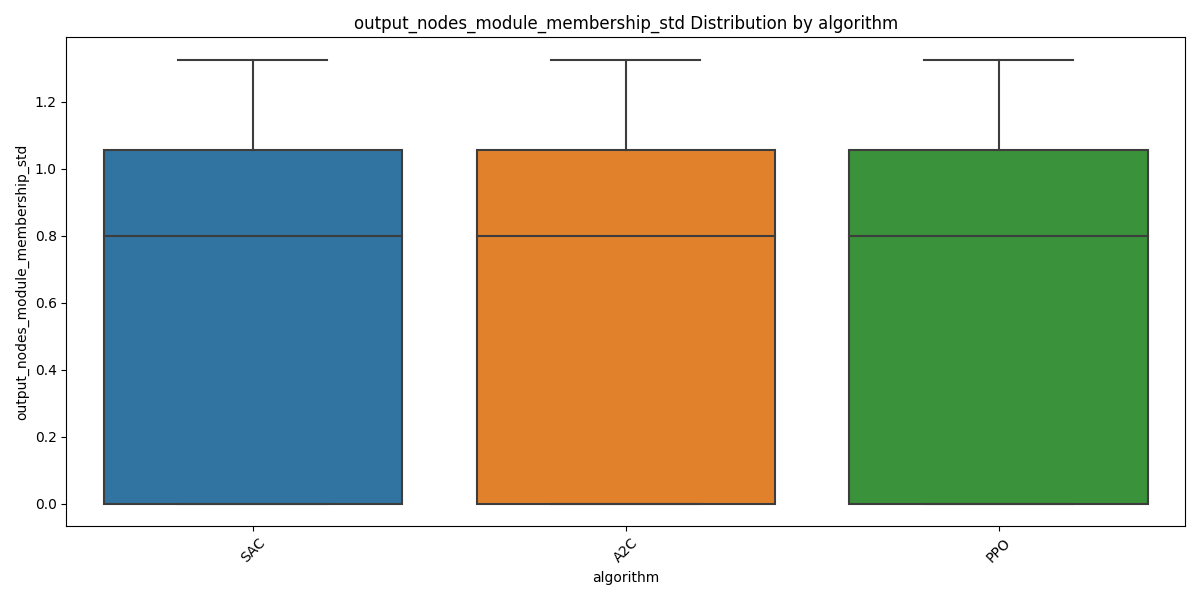 output_nodes_module_membership_std Distribution by algorithm
output_nodes_module_membership_std
1.2
1.0
0.8
0.6
0.4
0.2
0.0
SAC
A2C
PPO
algorithm